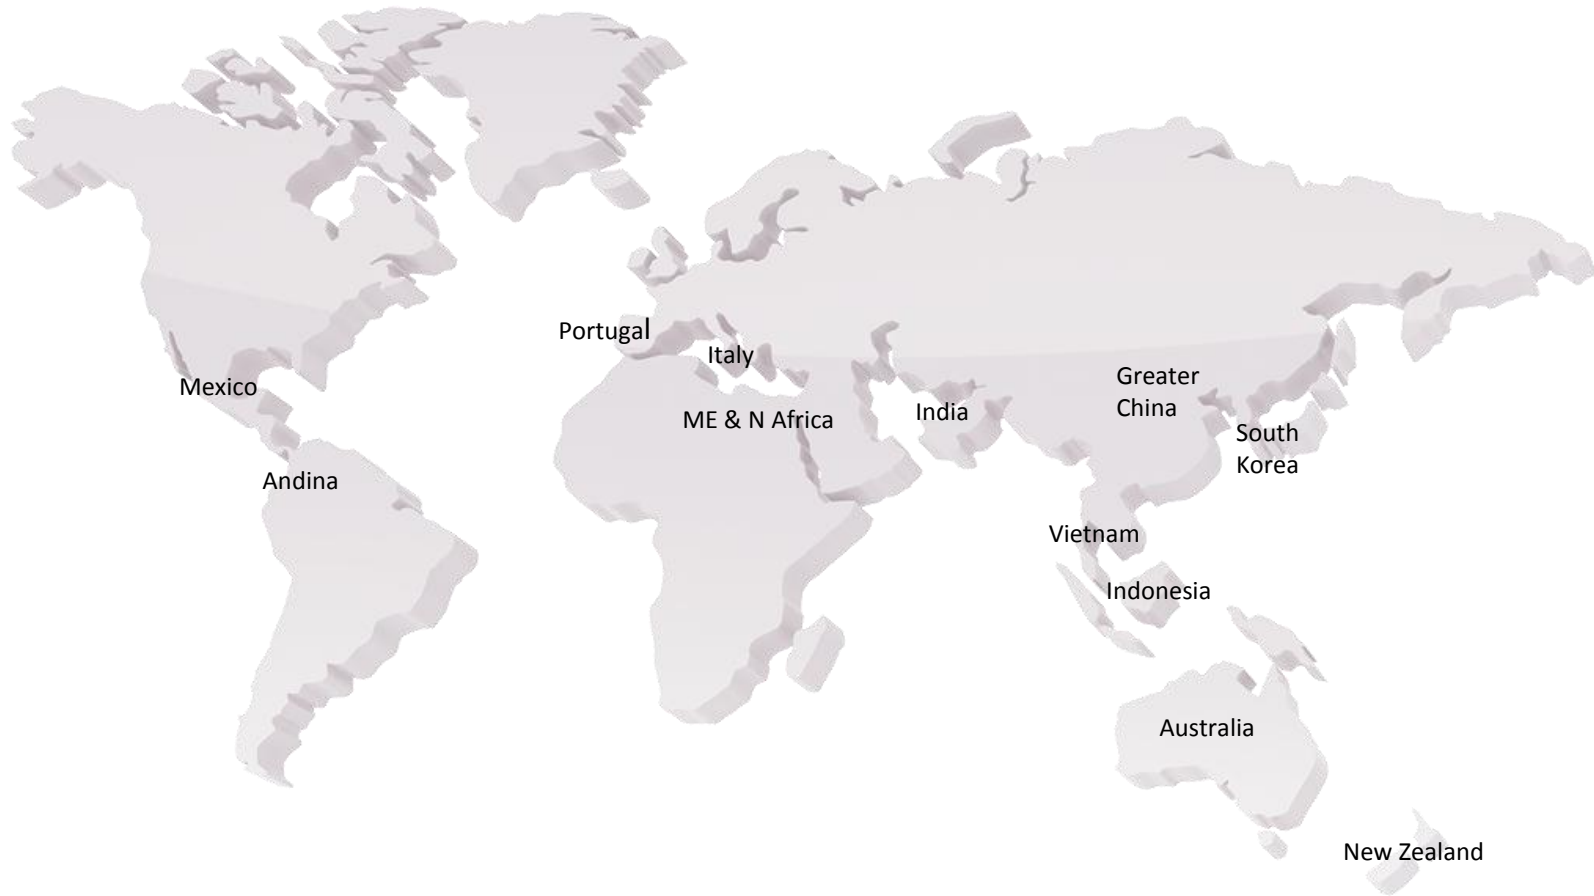 Portugal
Italy
Mexico
Greater
China
India
ME & N Africa
South
Korea
Andina
Vietnam
Indonesia
Australia
New Zealand